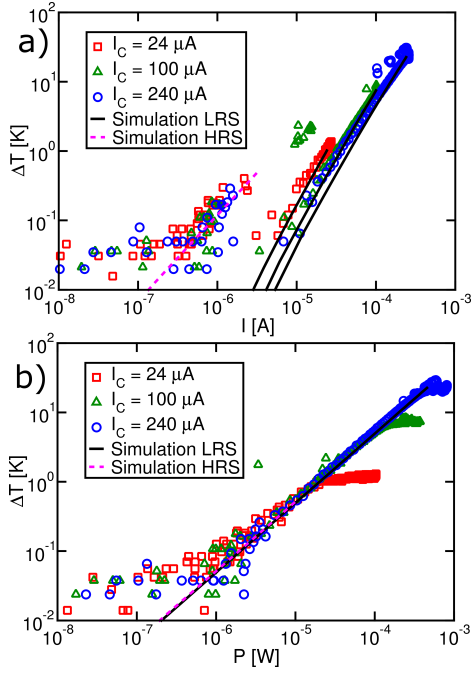 a)
10²
10¹
10⁰
10⁻¹
10⁻²
ΔT [K]
I_C = 24 μA
I_C = 100 μA
I_C = 240 μA
Simulation LRS
Simulation HRS
10⁻⁸ 10⁻⁷ 10⁻⁶ 10⁻⁵ 10⁻⁴ 10⁻³
I [A]
b)
10²
10¹
10⁰
10⁻¹
10⁻²
ΔT [K]
I_C = 24 μA
I_C = 100 μA
I_C = 240 μA
Simulation LRS
Simulation HRS
10⁻⁸ 10⁻⁷ 10⁻⁶ 10⁻⁵ 10⁻⁴ 10⁻³
P [W]